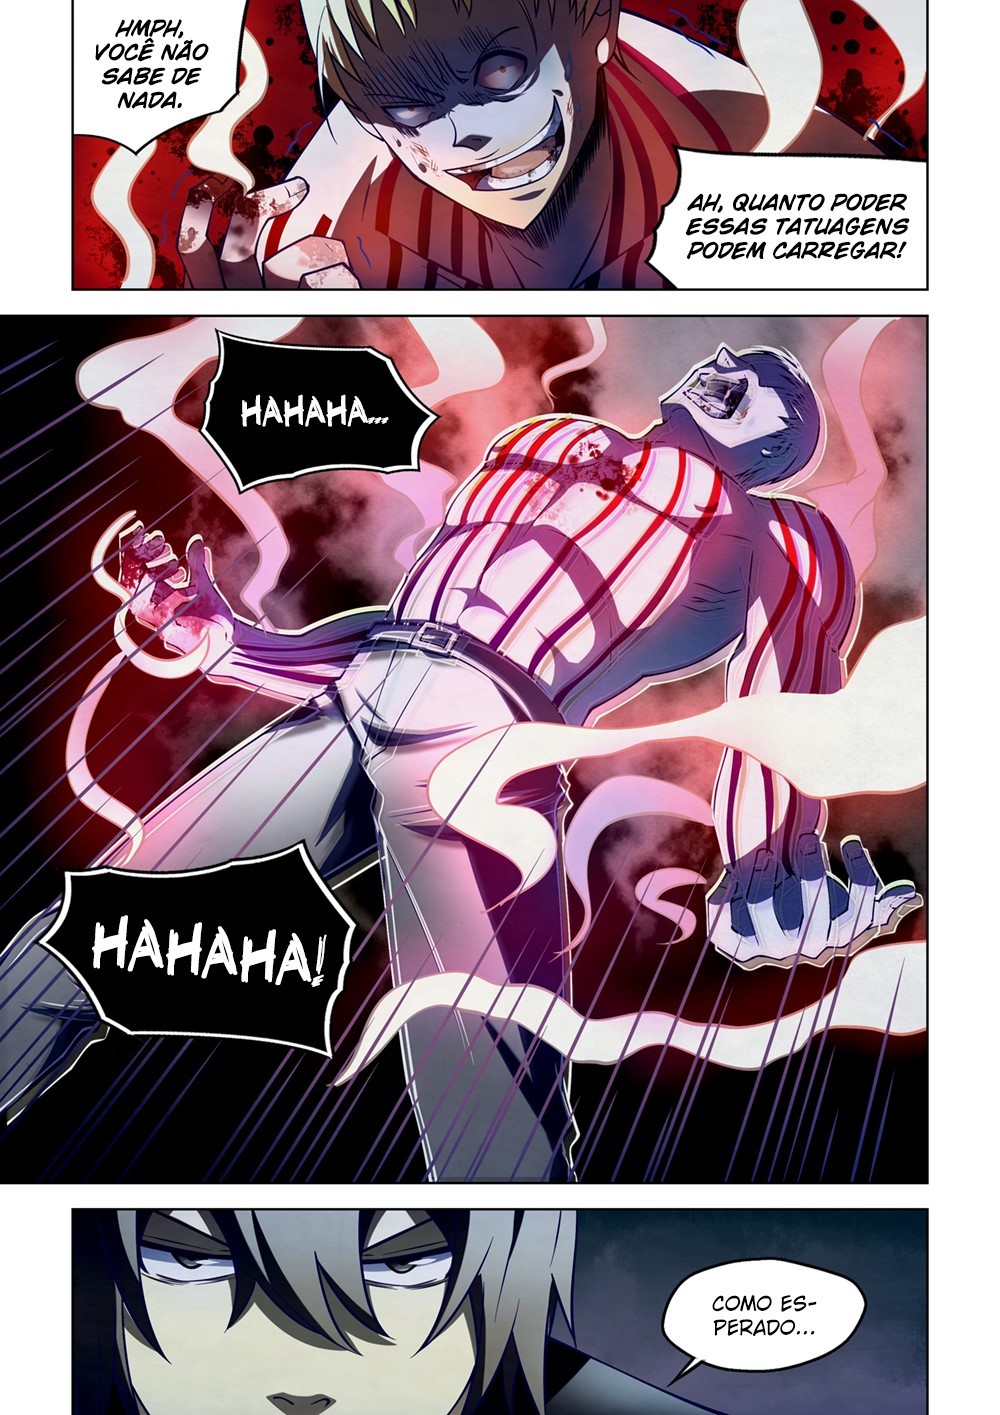 HMPH,
VOCÊ NÃO
SABE DE
NADA.
AH, QUANTO PODER
ESSAS TATUAGENS
PODEM CARREGAR!
HAHAHA...
HAHAHA!
COMO ES-
PERADO...